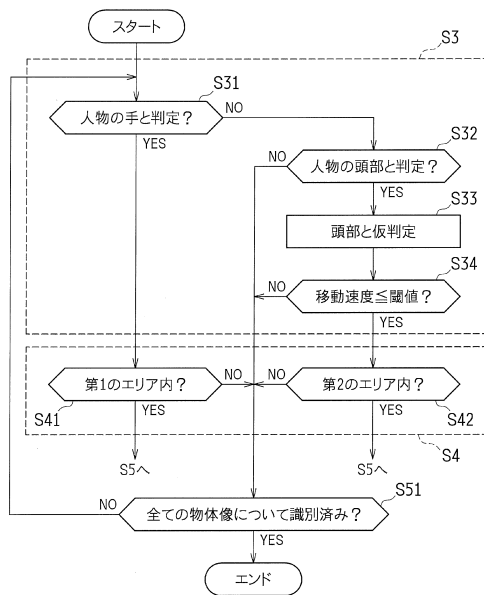 スタート
S3
S31
人物の手と判定？
NO
YES
S32
NO
人物の頭部と判定？
YES
S33
頭部と仮判定
S34
NO
移動速度≦閾値？
YES
第1のエリア内？
NO
NO
第2のエリア内？
S41
YES
YES
S42
S4
S5へ
S5へ
S51
NO
全ての物体像について識別済み？
YES
エンド